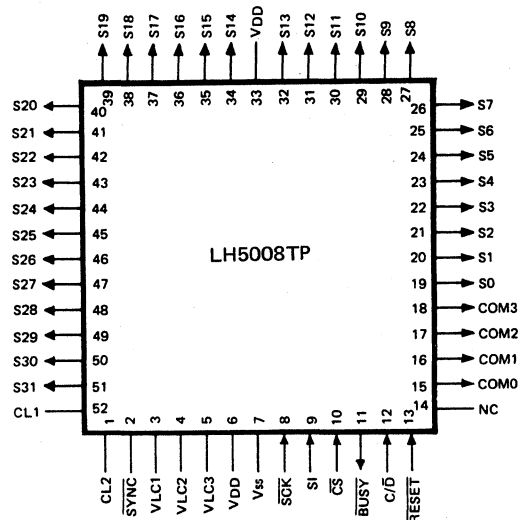 S19 S18 S17 S16 S15 S14 VDD S13 S12 S11 S10 S9 S8
39 38 37 36 35 34 33 32 31 30 29 28 27
S20 40 26 S7
S21 41 25 S6
S22 42 24 S5
S23 43 23 S4
S24 44 22 S3
S25 45 21 S2
S26 46 20 S1
S27 47 19 S0
S28 48 18 COM3
S29 49 17 COM2
S30 50 16 COM1
S31 51 15 COM0
CL1 52 14 NC
LH5008TP
1 2 3 4 5 6 7 8 9 10 11 12 13
CL2 S̅Y̅N̅C̅ VLC1 VLC2 VLC3 VDD Vss S̅C̅K̅ SI C̅S̅ B̅U̅S̅Y̅ C/D̅ R̅E̅S̅E̅T̅